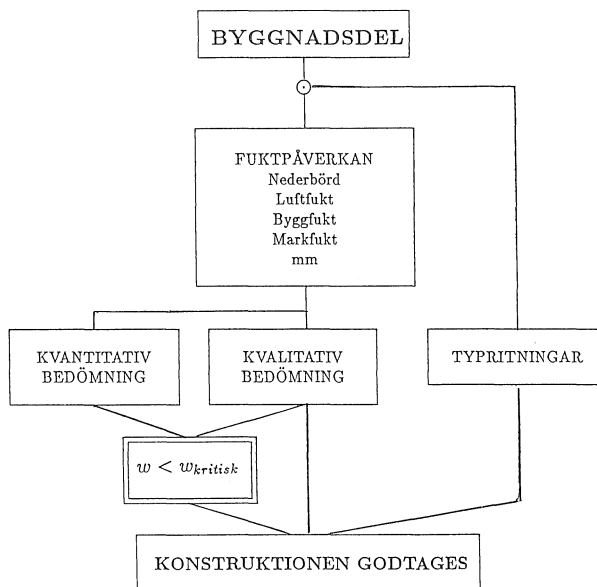 BYGGNADSDEL
FUKTPÅVERKAN
Nederbörd
Luftfukt
Byggfukt
Markfukt
mm
KVANTITATIV
BEDÖMNING
KVALITATIV
BEDÖMNING
TYPRITNINGAR
w < w_kritisk
KONSTRUKTIONEN GODTAGES